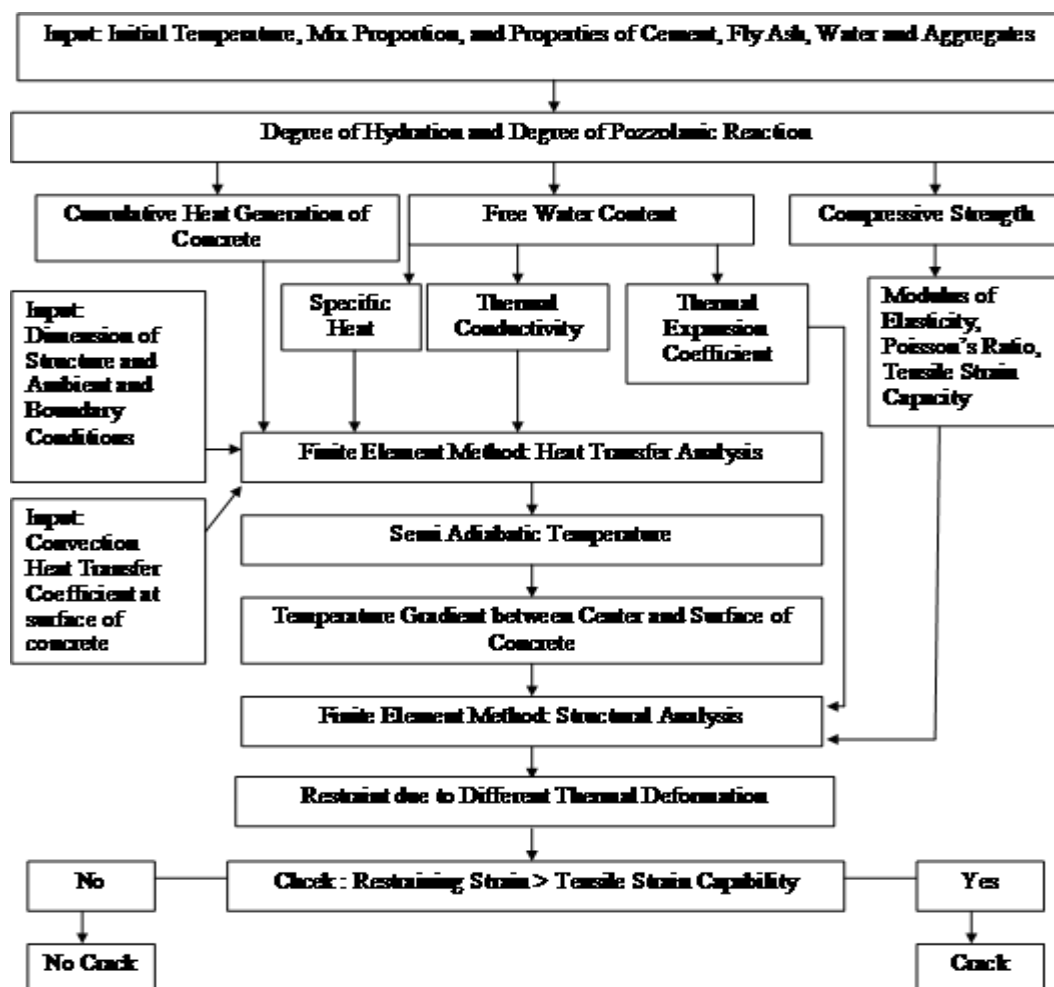 Input: Initial Temperature, Mix Proportion, and Properties of Cement, Fly Ash, Water and Aggregates
Degree of Hydration and Degree of Pozzolanic Reaction
Cumulative Heat Generation of
Concrete
Free Water Content
Compressive Strength
Specific
Heat
Thermal
Conductivity
Thermal
Expansion
Coefficient
Modulus of
Elasticity,
Poisson's Ratio,
Tensile Strain
Capacity
Input:
Dimension of
Structure and
Ambient and
Boundary
Conditions
Finite Element Method: Heat Transfer Analysis
Input:
Convection
Heat Transfer
Coefficient at
surface of
concrete
Semi Adiabatic Temperature
Temperature Gradient between Center and Surface of
Concrete
Finite Element Method: Structural Analysis
Restraint due to Different Thermal Deformation
No
Check : Restraining Strain > Tensile Strain Capability
Yes
No Crack
Crack